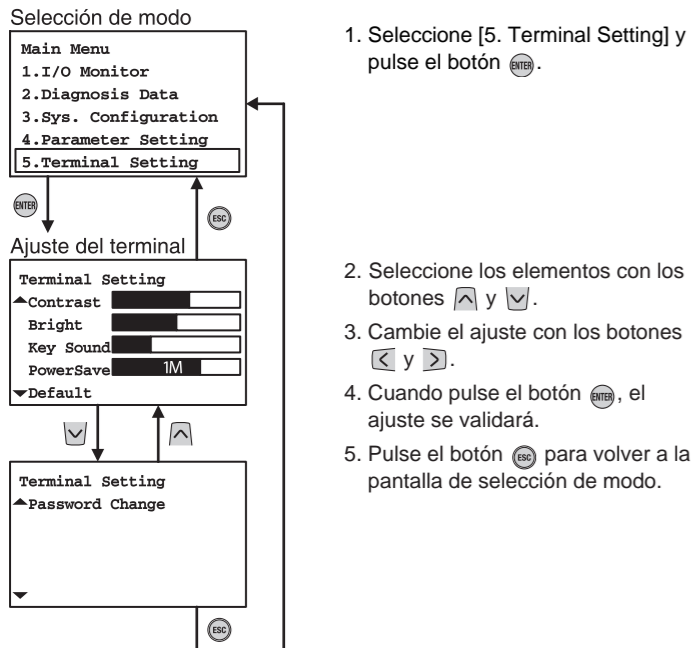 Selección de modo
Main Menu
1.I/O Monitor
2.Diagnosis Data
3.Sys. Configuration
4.Parameter Setting
5.Terminal Setting
ENTER
ESC
Ajuste del terminal
Terminal Setting
Contrast
Bright
Key Sound
PowerSave 1M
Default
Terminal Setting
Password Change
ESC
1. Seleccione [5. Terminal Setting] y
pulse el botón ENTER.
2. Seleccione los elementos con los
botones y .
3. Cambie el ajuste con los botones
y .
4. Cuando pulse el botón ENTER, el
ajuste se validará.
5. Pulse el botón ESC para volver a la
pantalla de selección de modo.